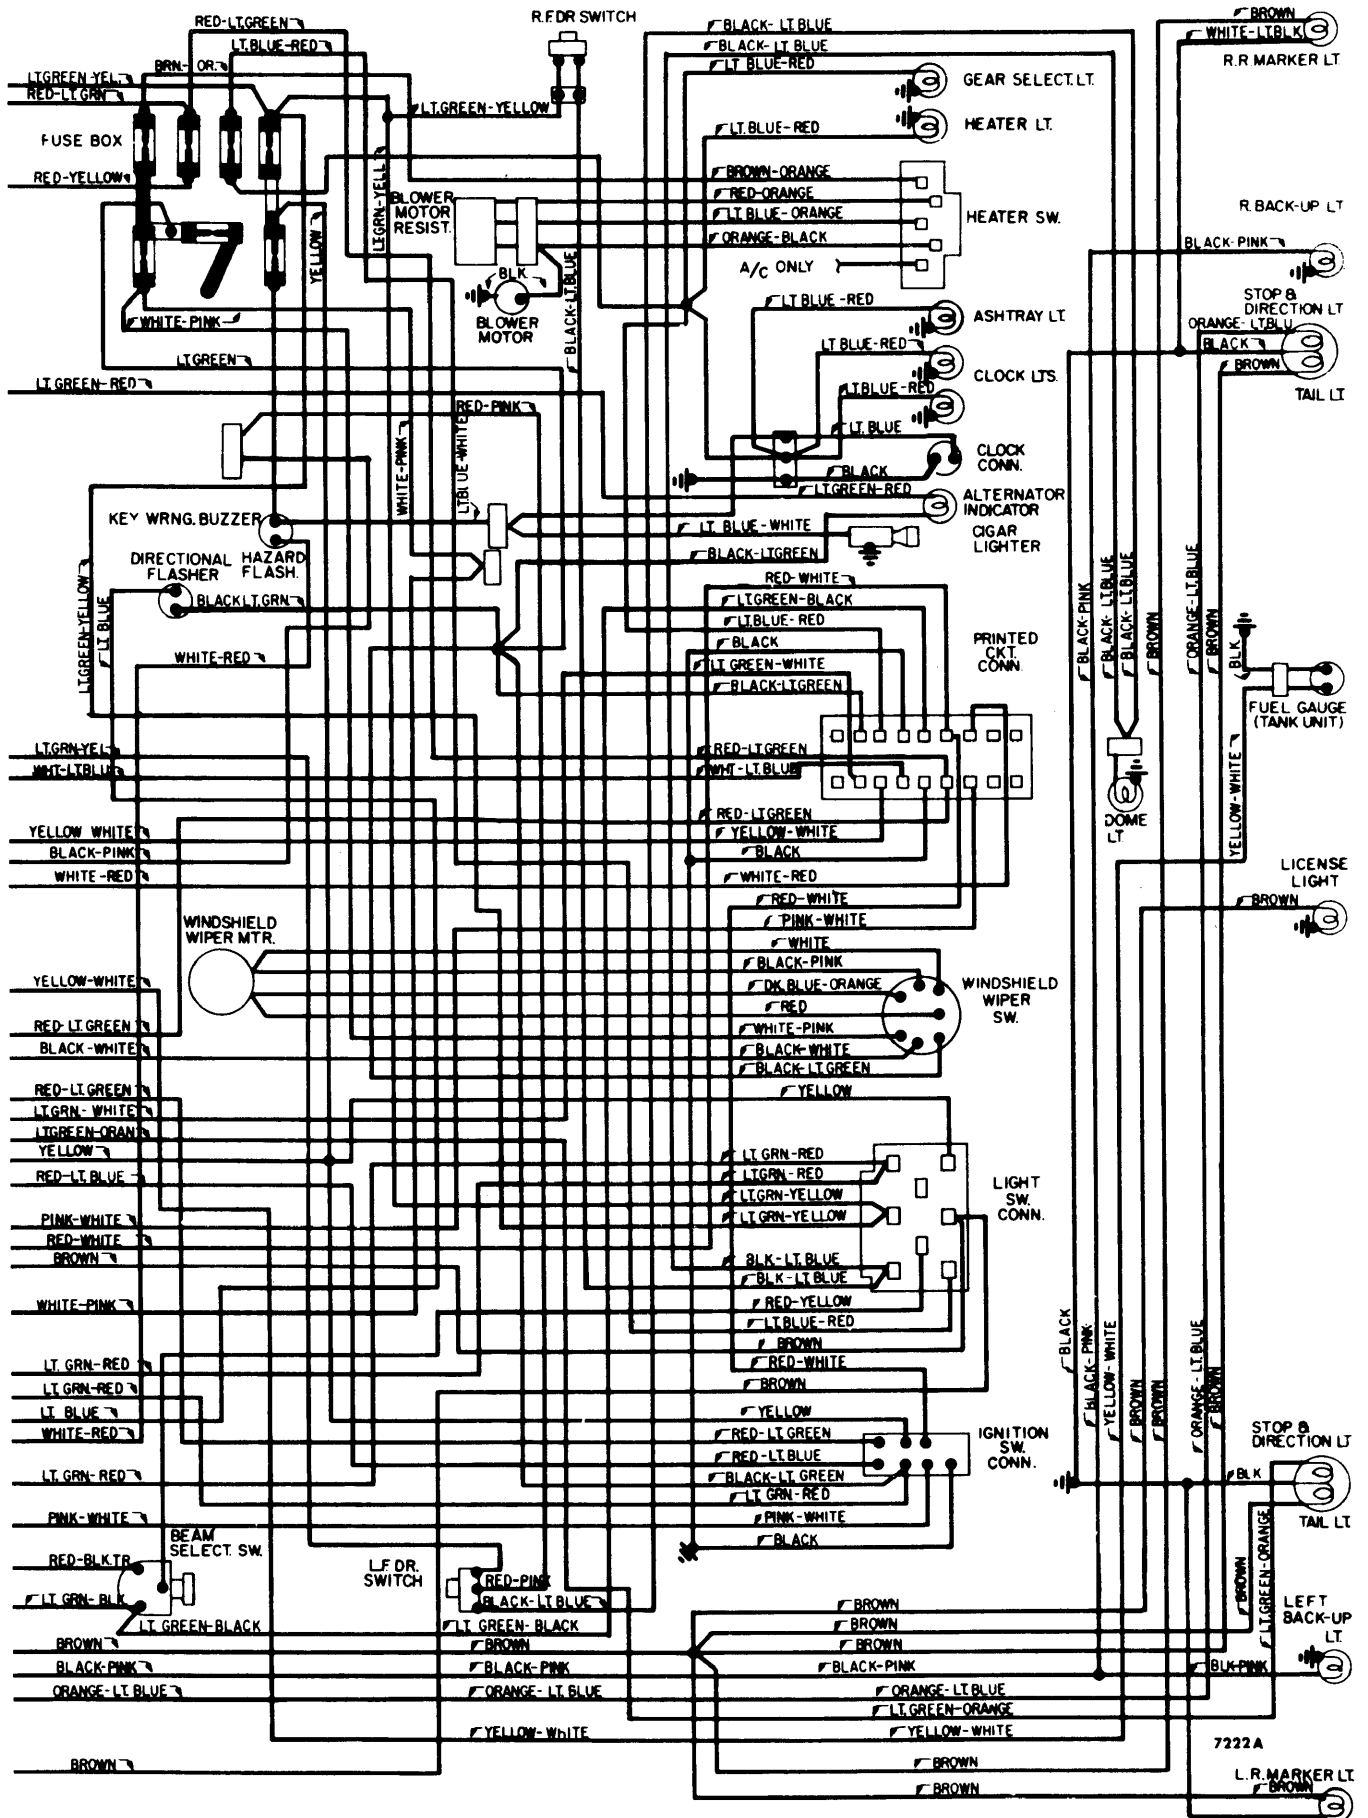 RED-LT.GREEN
R.F.DR SWITCH
BLACK-LT.BLUE
BROWN
LT.BLUE-RED
BLACK-LT BLUE
WHITE-LT.BLK
BRN-OR.
LT BLUE-RED
R.R MARKER LT
LTGREEN-YEL.
GEAR SELECT.LT.
RED-LT.GRN
LT.GREEN-YELLOW
HEATER LT.
LT.BLUE-RED
FUSE BOX
LT.GRN-YELL
BROWN-ORANGE
RED-YELLOW
BLOWER
MOTOR
RESIST.
RED-ORANGE
R.BACK-UP LT
LT.BLUE-ORANGE
HEATER SW.
ORANGE-BLACK
YELLOW
BLACK-PINK
BLK
A/C ONLY
BLACK-LT.BLUE
STOP &
DIRECTION LT
LT BLUE-RED
WHITE-PINK
BLOWER
MOTOR
ASHTRAY LT.
ORANGE-LT.BLU
BLACK
LT.GREEN
LT BLUE-RED
CLOCK LTS.
BROWN
LT.GREEN-RED
LT.BLUE-RED
TAIL LT
RED-PINK
LT.BLUE
WHITE-PINK
LT.BLUE-WHITE
CLOCK
CONN.
BLACK
LT.GREEN-RED
ALTERNATOR
INDICATOR
KEY WRNG. BUZZER
LT BLUE-WHITE
CIGAR
LIGHTER
DIRECTIONAL
FLASHER
HAZARD
FLASH.
BLACK-LTGREEN
RED-WHITE
LT.GREEN-YELLOW
LT BLUE
BLACK LT.GRN
LT.GREEN-BLACK
LT.BLUE-RED
BLACK
PRINTED
CKT.
CONN.
BLACK-PINK
BLACK-LT.BLUE
BLACK-LT.BLUE
BROWN
ORANGE-LT.BLUE
BROWN
BLK
WHITE-RED
LT GREEN-WHITE
BLACK-LT.GREEN
FUEL GAUGE
(TANK UNIT)
LT.GRN-YEL
RED-LT.GREEN
WHT-LT.BLUE
WHT-LT.BLUE
YELLOW-WHITE
RED-LT.GREEN
DOME
LT
YELLOW WHITE
YELLOW-WHITE
BLACK-PINK
BLACK
LICENSE
LIGHT
WHITE-RED
WHITE-RED
RED-WHITE
BROWN
WINDSHIELD
WIPER MTR.
PINK-WHITE
WHITE
BLACK-PINK
YELLOW-WHITE
DK.BLUE-ORANGE
WINDSHIELD
WIPER
SW.
RED
RED-LT.GREEN
WHITE-PINK
BLACK-WHITE
BLACK-WHITE
BLACK-LT.GREEN
RED-LT.GREEN
YELLOW
LT.GRN-WHITE
LTGREEN-ORAN
YELLOW
LT GRN-RED
RED-LT.BLUE
LT.GRN-RED
LIGHT
SW.
CONN.
LT.GRN-YELLOW
PINK-WHITE
LT.GRN-YELLOW
RED-WHITE
BROWN
BLK-LT.BLUE
BLK-LT BLUE
WHITE-PINK
RED-YELLOW
LT.BLUE-RED
BROWN
BLACK
BLACK-PINK
YELLOW-WHITE
BROWN
BROWN
ORANGE-LT.BLUE
BROWN
LT. GRN-RED
RED-WHITE
LT GRN-RED
BROWN
LT BLUE
YELLOW
WHITE-RED
RED-LT GREEN
IGNITION
SW.
CONN.
STOP &
DIRECTION LT
RED-LT.BLUE
LT. GRN-RED
BLACK-LT GREEN
BLK
LT GRN-RED
PINK-WHITE
PINK-WHITE
TAIL LT
BEAM
SELECT. SW.
BLACK
RED-BLK.TR.
L.F. DR.
SWITCH
RED-PINK
BROWN
LT.GREEN-ORANGE
LT GRN-BLK
BLACK-LT.BLUE
BROWN
LEFT
BACK-UP
LT.
LT GREEN-BLACK
LT GREEN-BLACK
BROWN
BROWN
BROWN
BROWN
BLACK-PINK
BLACK-PINK
BLACK-PINK
BLK-PINK
ORANGE-LT.BLUE
ORANGE-LT.BLUE
ORANGE-LT.BLUE
LT.GREEN-ORANGE
YELLOW-WHITE
YELLOW-WHITE
7222A
BROWN
BROWN
L.R.MARKER LT.
BROWN
BROWN